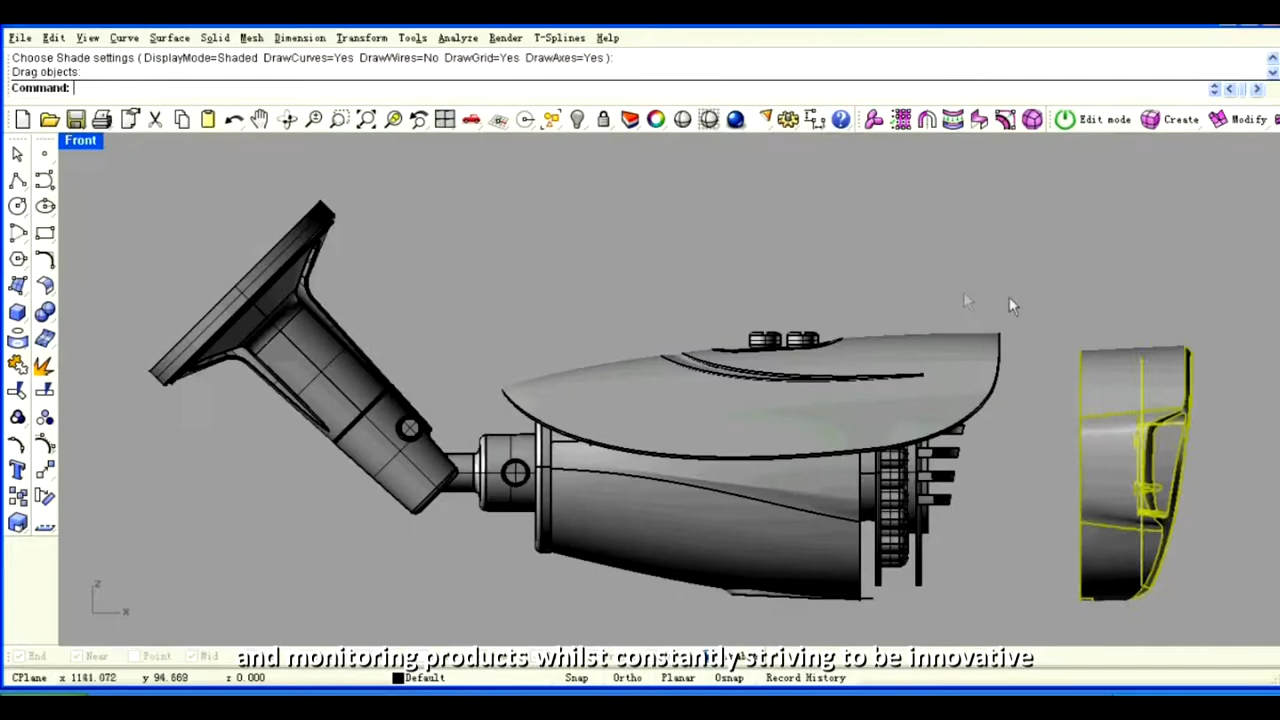 File Edit View Curve Surface Solid Mesh Dimension Transform Tools Analyze Render T-Splines Help
Choose Shade settings ( DisplayMode=Shaded DrawCurves=Yes DrawWires=No DrawGrid=Yes DrawAxes=Yes ):
Drag objects:
Command:
Edit mode Create Modify
Front
z
x
End Near Point Mid
and monitoring products whilst constantly striving to be innovative
CPlane x 1141.072 y 94.669 z 0.000 Default Snap Ortho Planar Osnap Record History